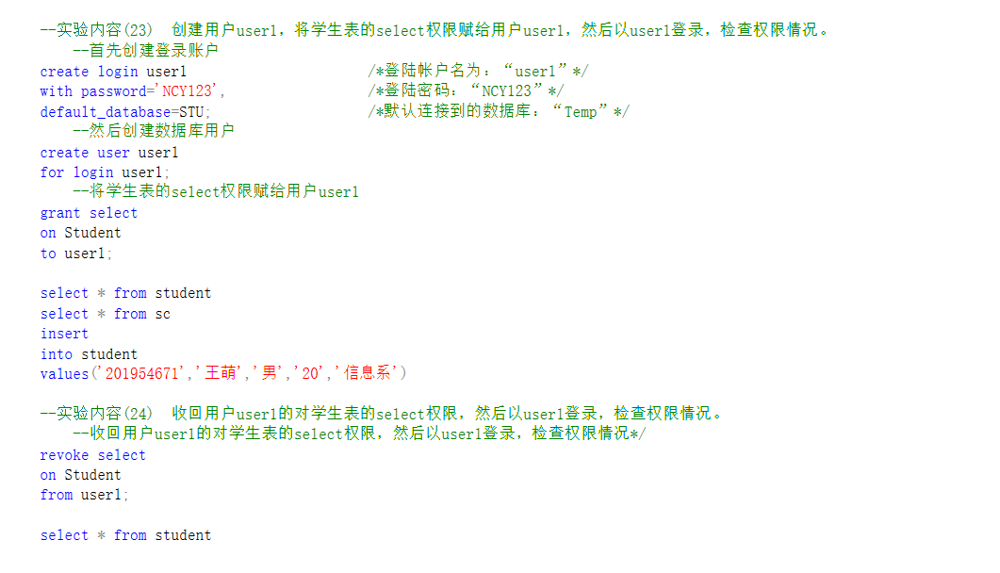 --实验内容(23)  创建用户user1，将学生表的select权限赋给用户user1，然后以user1登录，检查权限情况。
--首先创建登录账户
create login user1 /*登陆帐户名为：“user1”*/
with password='NCY123', /*登陆密码：“NCY123”*/
default_database=STU; /*默认连接到的数据库：“Temp”*/
--然后创建数据库用户
create user user1
for login user1;
--将学生表的select权限赋给用户user1
grant select
on Student
to user1;
select * from student
select * from sc
insert
into student
values('201954671','王萌','男','20','信息系')
--实验内容(24)  收回用户user1的对学生表的select权限，然后以user1登录，检查权限情况。
--收回用户user1的对学生表的select权限，然后以user1登录，检查权限情况*/
revoke select
on Student
from user1;
select * from student